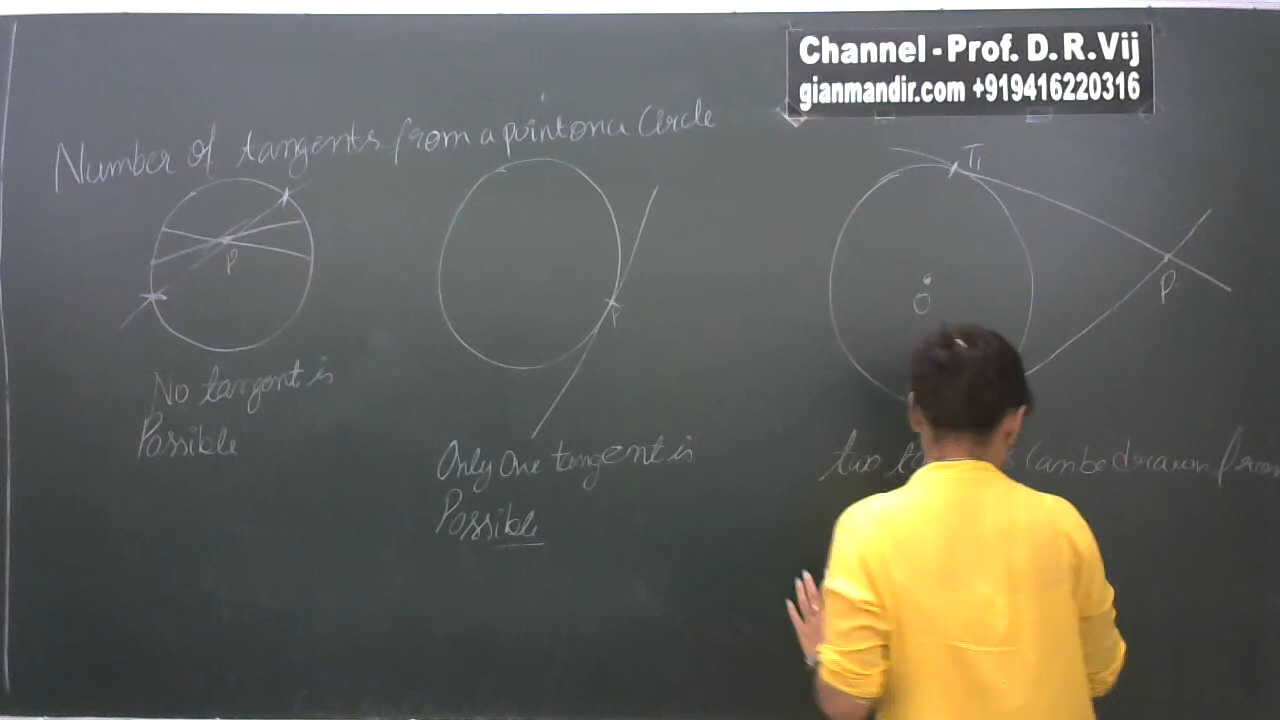 Channel - Prof. D. R. Vij
gianmandir.com +919416220316
Number of tangents from a point on a Circle
P
No tangent is
Possible
P
Only One tangent is
Possible
T1
O
P
two can be drawn from